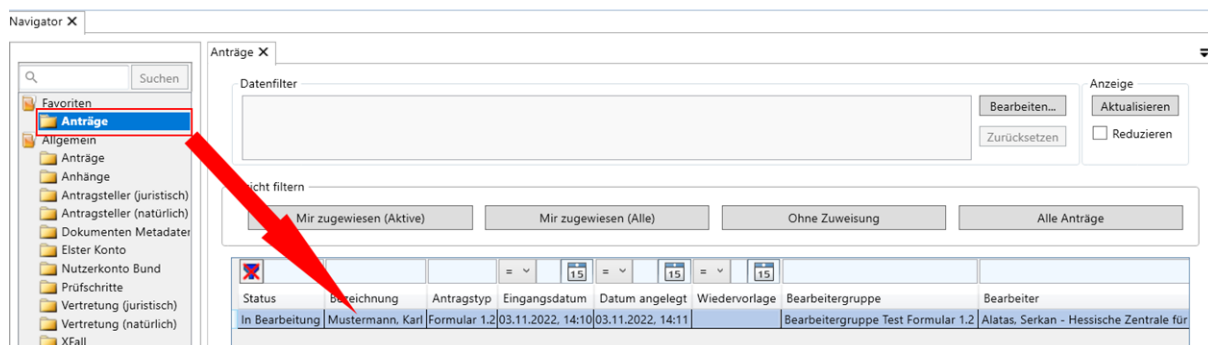 Navigator X
Anträge X
Suchen
Favoriten
Anträge
Allgemein
Anträge
Anhänge
Antragsteller (juristisch)
Antragsteller (natürlich)
Dokumenten Metadaten
Elster Konto
Nutzerkonto Bund
Prüfschritte
Vertretung (juristisch)
Vertretung (natürlich)
XFall
Datenfilter
Bearbeiten...
Zurücksetzen
Anzeige
Aktualisieren
Reduzieren
icht filtern
Mir zugewiesen (Aktive) Mir zugewiesen (Alle) Ohne Zuweisung Alle Anträge
= 15 = 15 = 15
Status Bezeichnung Antragstyp Eingangsdatum Datum angelegt Wiedervorlage Bearbeitergruppe Bearbeiter
In Bearbeitung Mustermann, Karl Formular 1.2 03.11.2022, 14:10 03.11.2022, 14:11 Bearbeitergruppe Test Formular 1.2 Alatas, Serkan - Hessische Zentrale für